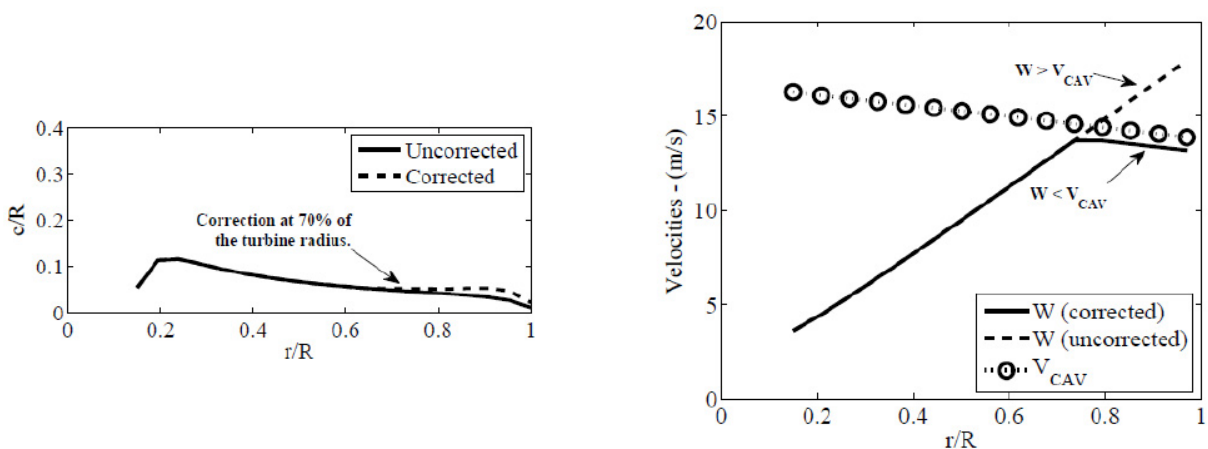 0.4
0.3
0.2
0.1
0
c/R
Uncorrected
Corrected
Correction at 70% of
the turbine radius.
0
0.2
0.4
0.6
0.8
1
r/R
20
15
10
5
0
Velocities - (m/s)
W > V_CAV
W < V_CAV
W (corrected)
W (uncorrected)
V_CAV
0
0.2
0.4
0.6
0.8
1
r/R